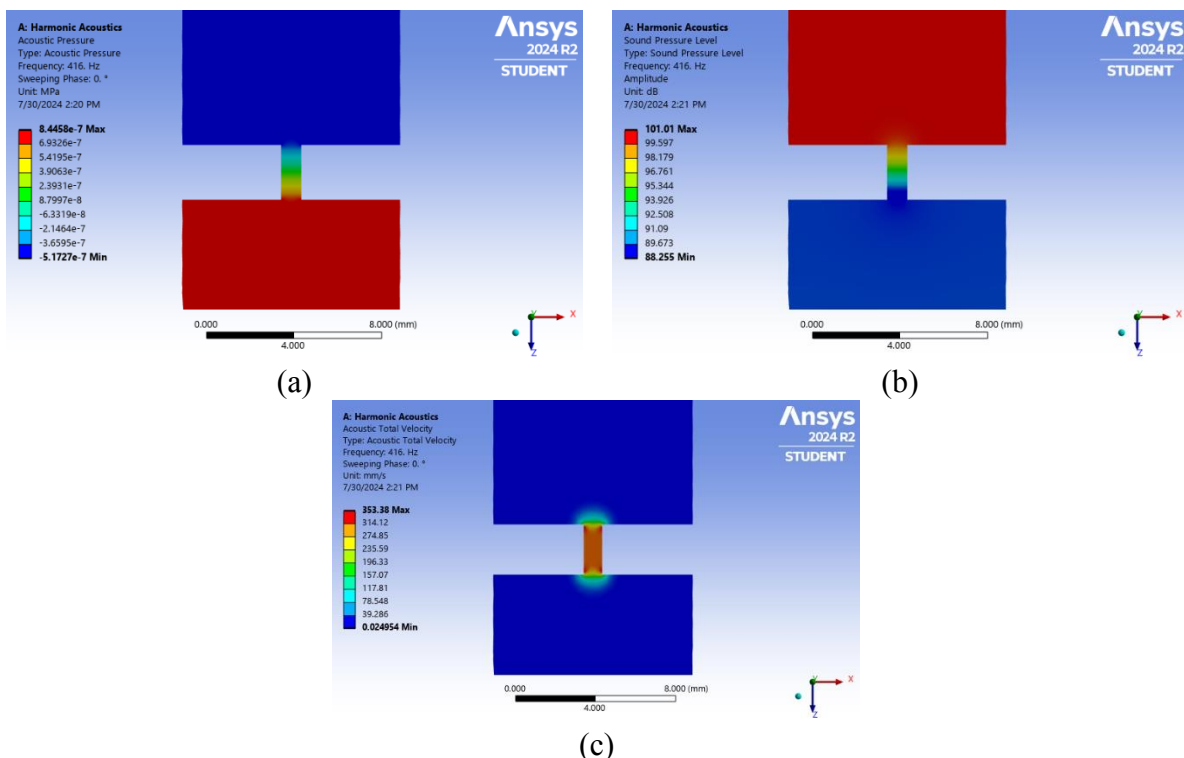 A: Harmonic Acoustics
Acoustic Pressure
Type: Acoustic Pressure
Frequency: 416. Hz
Sweeping Phase: 0. °
Unit: MPa
7/30/2024 2:20 PM
8.4458e-7 Max
6.9326e-7
5.4195e-7
3.9063e-7
2.3931e-7
8.7997e-8
-6.3319e-8
-2.1464e-7
-3.6595e-7
-5.1727e-7 Min
Ansys
2024 R2
STUDENT
0.000
8.000 (mm)
4.000
Y
X
Z
(a)
A: Harmonic Acoustics
Sound Pressure Level
Type: Sound Pressure Level
Frequency: 416. Hz
Amplitude
Unit: dB
7/30/2024 2:21 PM
101.01 Max
99.597
98.179
96.761
95.344
93.926
92.508
91.09
89.673
88.255 Min
Ansys
2024 R2
STUDENT
0.000
8.000 (mm)
4.000
Y
X
Z
(b)
A: Harmonic Acoustics
Acoustic Total Velocity
Type: Acoustic Total Velocity
Frequency: 416. Hz
Sweeping Phase: 0. °
Unit: mm/s
7/30/2024 2:21 PM
353.38 Max
314.12
274.85
235.59
196.33
157.07
117.81
78.548
39.286
0.024954 Min
Ansys
2024 R2
STUDENT
0.000
8.000 (mm)
4.000
Y
X
Z
(c)